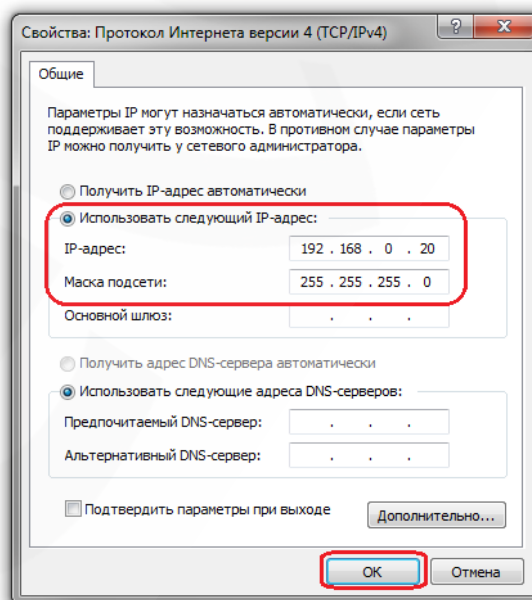 Свойства: Протокол Интернета версии 4 (TCP/IPv4)
Общие
Параметры IP могут назначаться автоматически, если сеть
поддерживает эту возможность. В противном случае параметры
IP можно получить у сетевого администратора.
Получить IP-адрес автоматически
Использовать следующий IP-адрес:
IP-адрес: 192 . 168 . 0 . 20
Маска подсети: 255 . 255 . 255 . 0
Основной шлюз: . . .
Получить адрес DNS-сервера автоматически
Использовать следующие адреса DNS-серверов:
Предпочитаемый DNS-сервер: . . .
Альтернативный DNS-сервер: . . .
Подтвердить параметры при выходе
Дополнительно...
ОК Отмена